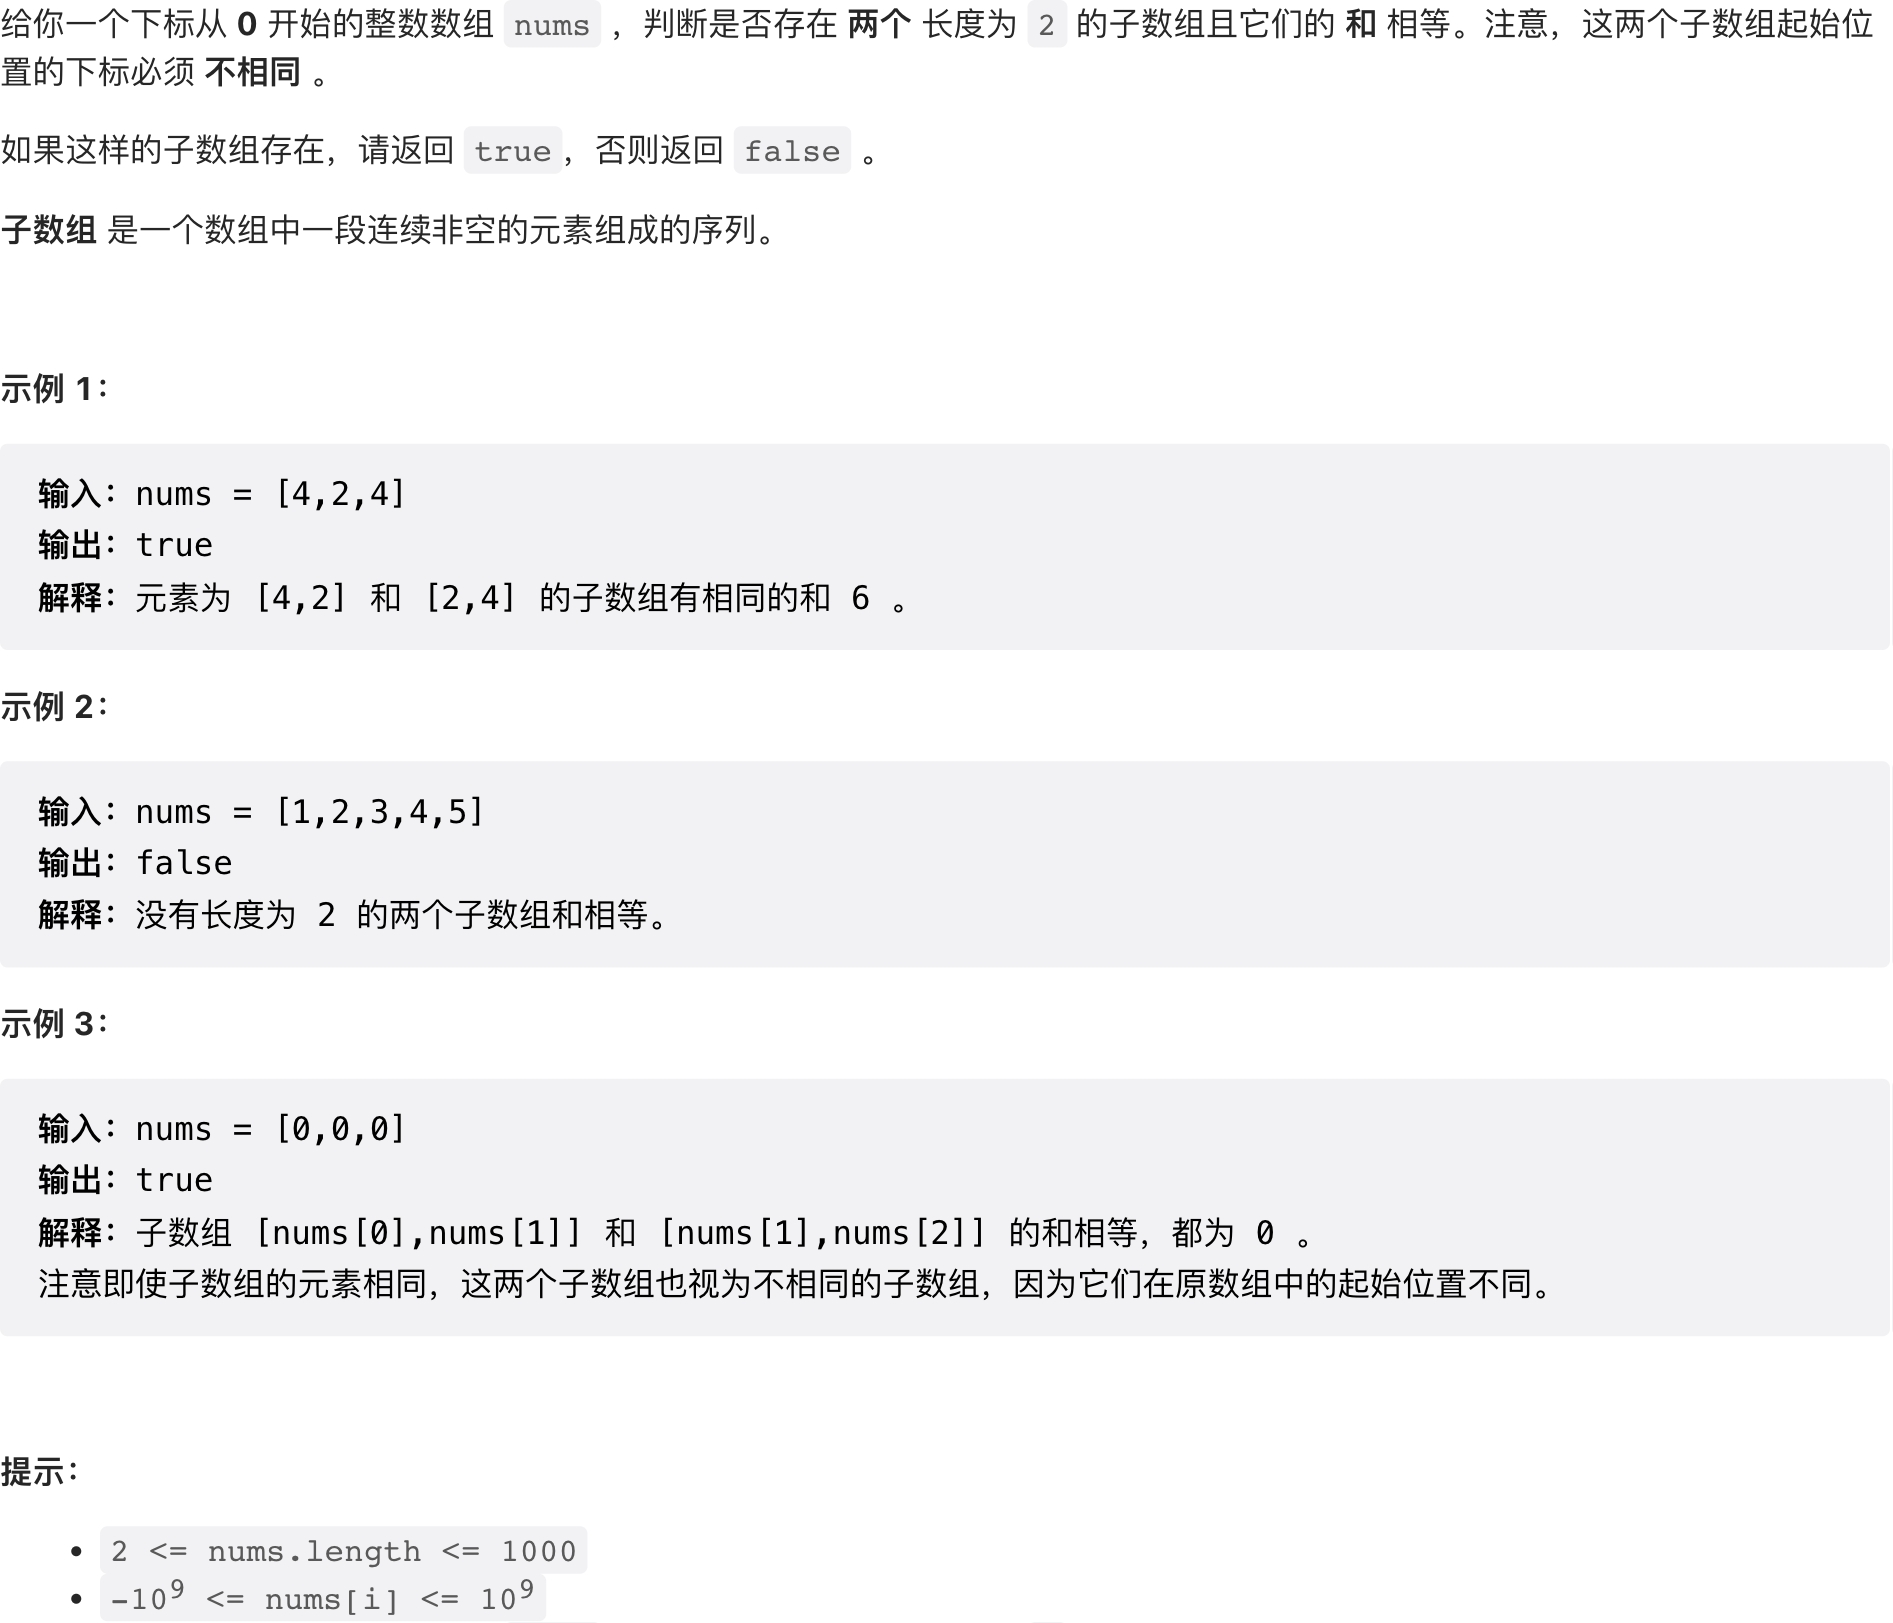 给你一个下标从 0 开始的整数数组 nums ，判断是否存在 两个 长度为 2 的子数组且它们的 和 相等。注意，这两个子数组起始位
置的下标必须 不相同 。
如果这样的子数组存在，请返回 true，否则返回 false 。
子数组 是一个数组中一段连续非空的元素组成的序列。
示例 1：
输入：nums = [4,2,4]
输出：true
解释：元素为 [4,2] 和 [2,4] 的子数组有相同的和 6 。
示例 2：
输入：nums = [1,2,3,4,5]
输出：false
解释：没有长度为 2 的两个子数组和相等。
示例 3：
输入：nums = [0,0,0]
输出：true
解释：子数组 [nums[0],nums[1]] 和 [nums[1],nums[2]] 的和相等，都为 0 。
注意即使子数组的元素相同，这两个子数组也视为不相同的子数组，因为它们在原数组中的起始位置不同。
提示：
• 2 <= nums.length <= 1000
• -10⁹ <= nums[i] <= 10⁹